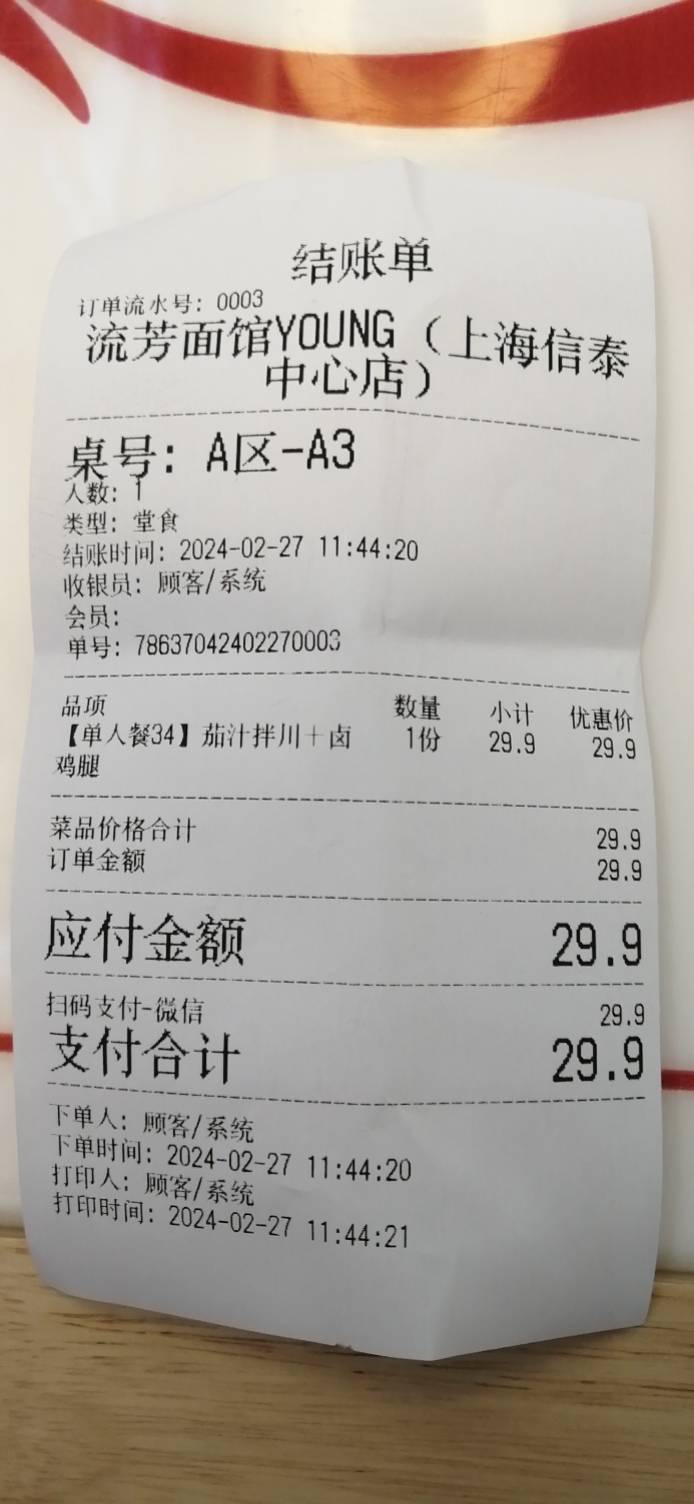 结账单
订单流水号: 0003
流芳面馆YOUNG（上海信泰
中心店）
桌号: A区-A3
人数: 1
类型: 堂食
结账时间: 2024-02-27 11:44:20
收银员: 顾客/系统
会员:
单号: 78637042402270003
品项 数量 小计 优惠价
【单人餐34】茄汁拌川＋卤 1份 29.9 29.9
鸡腿
菜品价格合计 29.9
订单金额 29.9
应付金额 29.9
扫码支付-微信 29.9
支付合计 29.9
下单人: 顾客/系统
下单时间: 2024-02-27 11:44:20
打印人: 顾客/系统
打印时间: 2024-02-27 11:44:21